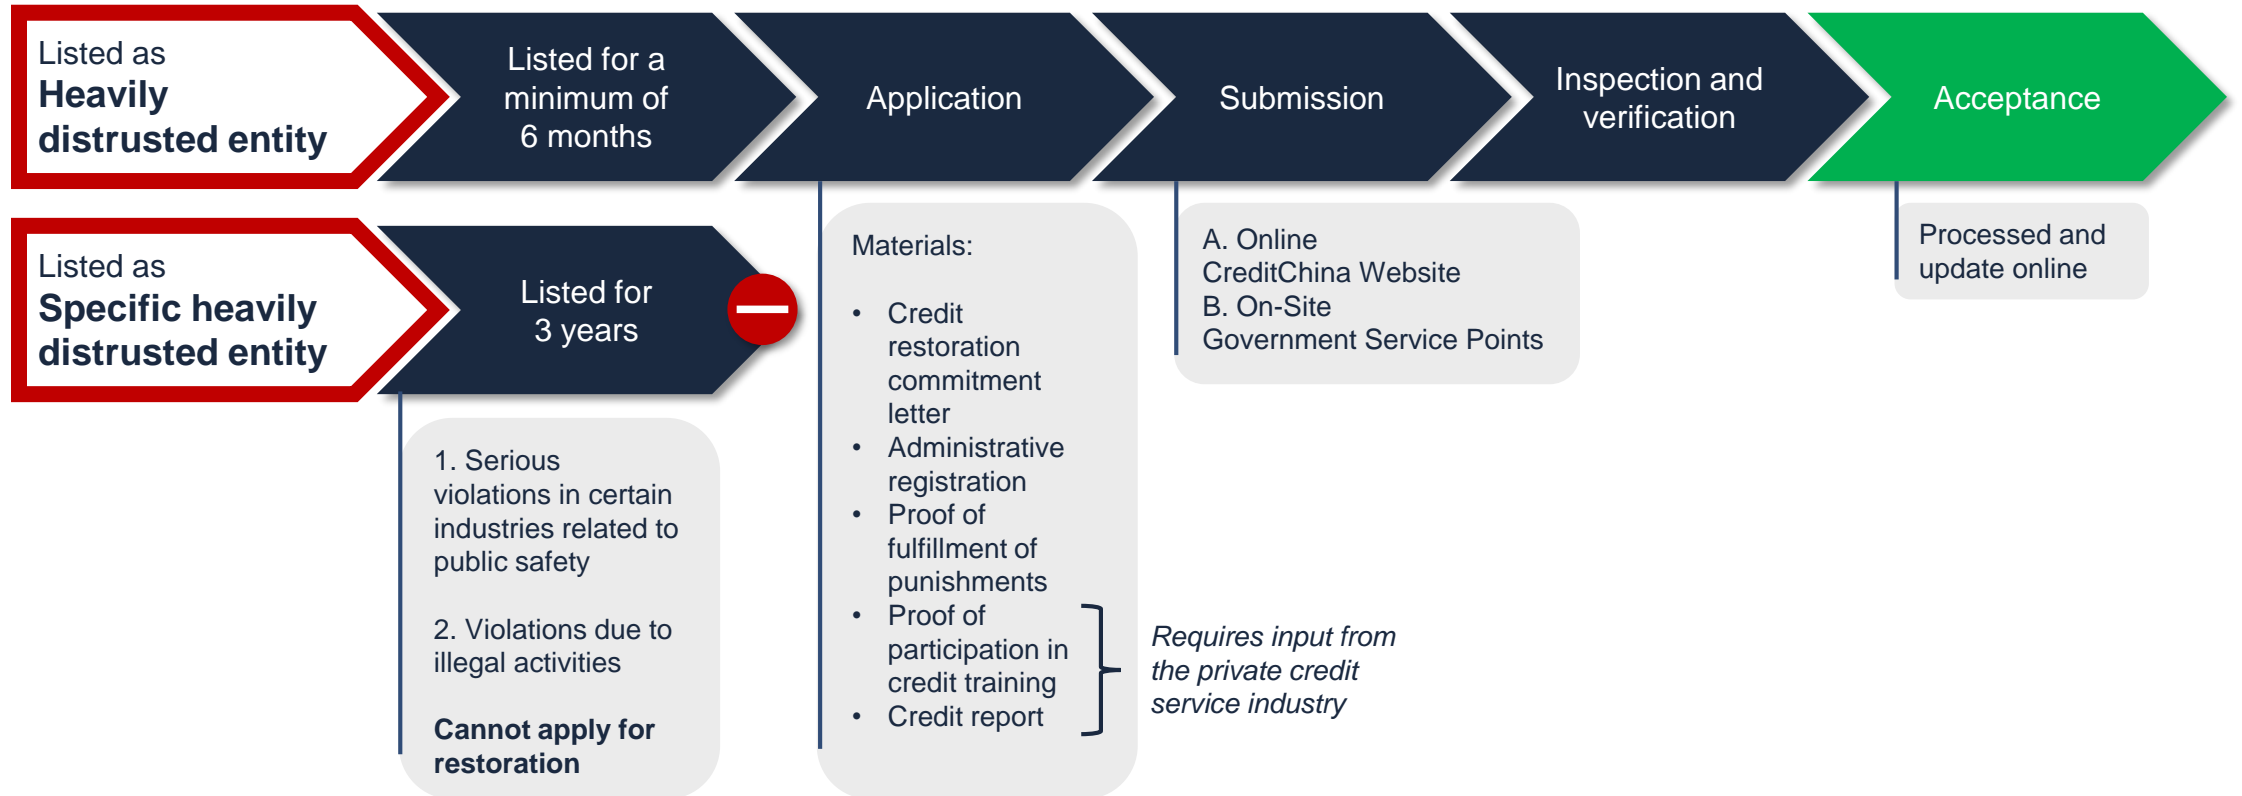 Listed as
Heavily
distrusted entity
Listed for a
minimum of
6 months
Application
Submission
Inspection and
verification
Acceptance
Listed as
Specific heavily
distrusted entity
Listed for
3 years
1. Serious
violations in certain
industries related to
public safety
2. Violations due to
illegal activities
Cannot apply for
restoration
Materials:
• Credit
restoration
commitment
letter
• Administrative
registration
• Proof of
fulfillment of
punishments
• Proof of
participation in
credit training
• Credit report
Requires input from
the private credit
service industry
A. Online
CreditChina Website
B. On-Site
Government Service Points
Processed and
update online